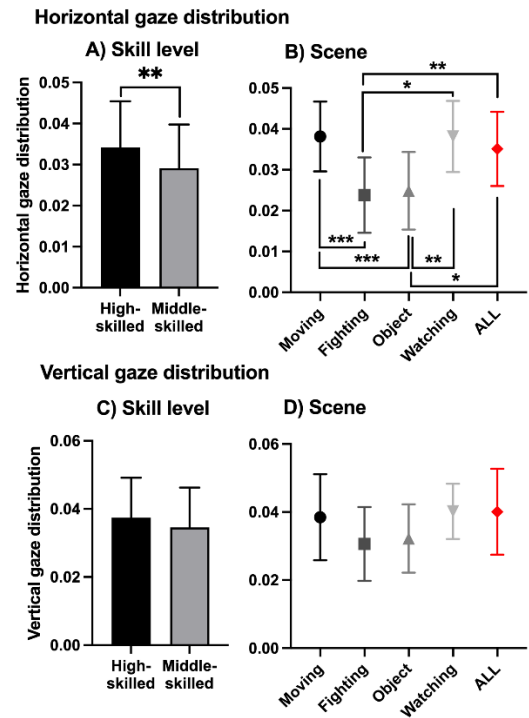 Horizontal gaze distribution
A) Skill level
**
Horizontal gaze distribution
0.05
0.04
0.03
0.02
0.01
0.00
High-
skilled
Middle-
skilled
B) Scene
**
*
***
***
**
*
0.05
0.04
0.03
0.02
0.01
0.00
Moving
Fighting
Object
Watching
ALL
Vertical gaze distribution
C) Skill level
Vertical gaze distribution
0.06
0.04
0.02
0.00
High-
skilled
Middle-
skilled
D) Scene
0.06
0.04
0.02
0.00
Moving
Fighting
Object
Watching
ALL